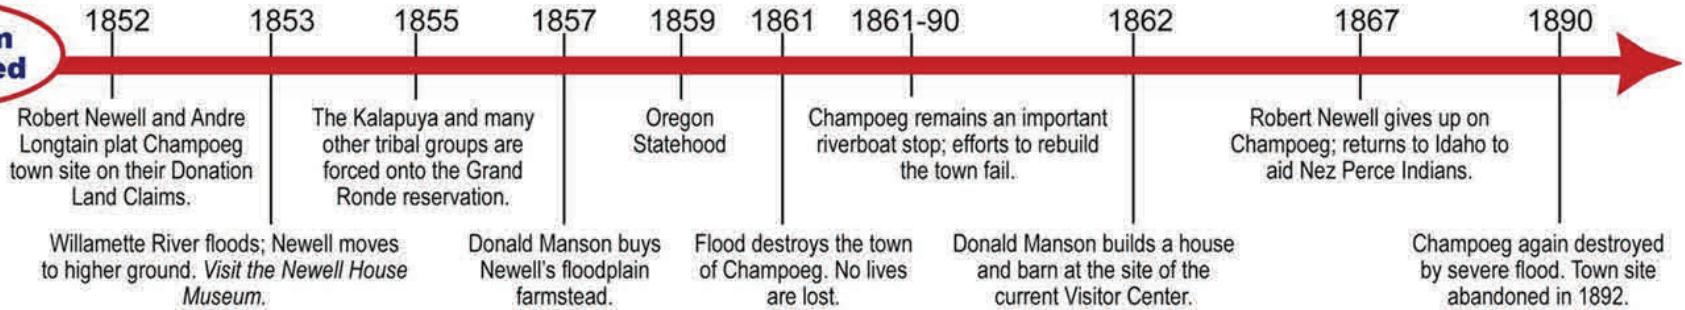 1852
Robert Newell and Andre
Longtain plat Champoeg
town site on their Donation
Land Claims.
1853
Willamette River floods; Newell moves
to higher ground. Visit the Newell House
Museum.
1855
The Kalapuya and many
other tribal groups are
forced onto the Grand
Ronde reservation.
1857
Donald Manson buys
Newell's floodplain
farmstead.
1859
Oregon
Statehood
1861
Flood destroys the town
of Champoeg. No lives
are lost.
1861-90
Champoeg remains an important
riverboat stop; efforts to rebuild
the town fail.
1862
Donald Manson builds a house
and barn at the site of the
current Visitor Center.
1867
Robert Newell gives up on
Champoeg; returns to Idaho to
aid Nez Perce Indians.
1890
Champoeg again destroyed
by severe flood. Town site
abandoned in 1892.